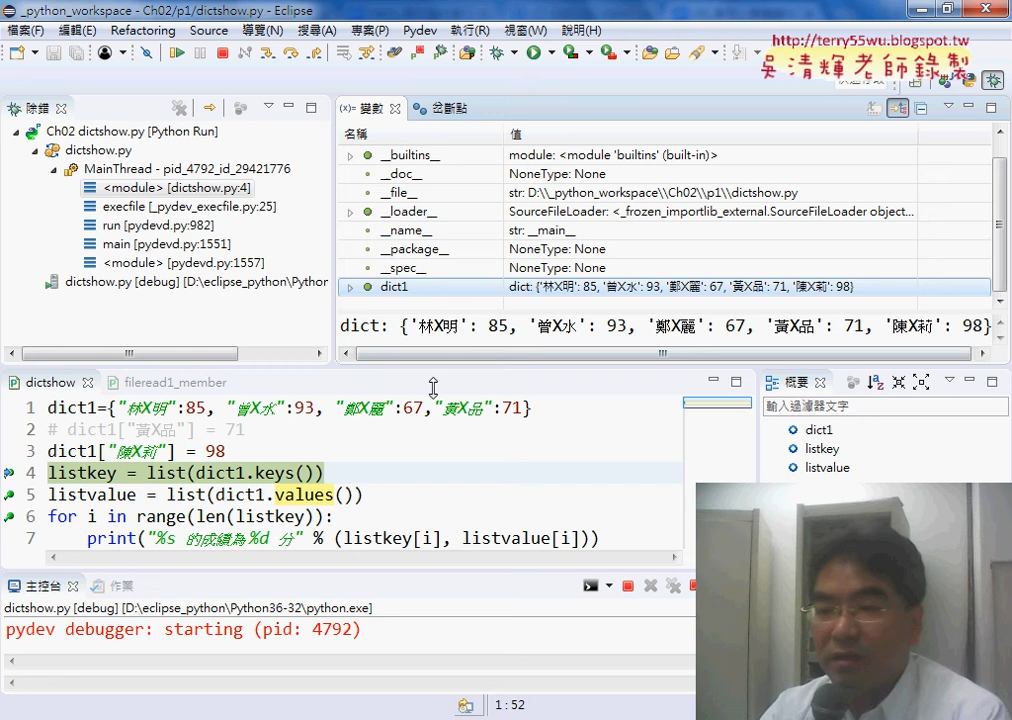 _python_workspace - Ch02/p1/dictshow.py - Eclipse
檔案(F) 編輯(E) Refactoring Source 導覽(N) 搜尋(A) 專案(P) Pydev 執行(R) 視窗(W) 說明(H)
http://terry55wu.blogspot.tw
吳清輝老師錄製
快速存取
除錯
Ch02 dictshow.py [Python Run]
dictshow.py
MainThread - pid_4792_id_29421776
<module> [dictshow.py:4]
execfile [_pydev_execfile.py:25]
run [pydevd.py:982]
main [pydevd.py:1551]
<module> [pydevd.py:1557]
dictshow.py [debug] [D:\eclipse_python\Python
(x)= 變數 岔斷點
名稱 值
__builtins__ module: <module 'builtins' (built-in)>
__doc__ NoneType: None
__file__ str: D:\\_python_workspace\\Ch02\\p1\\dictshow.py
__loader__ SourceFileLoader: <_frozen_importlib_external.SourceFileLoader object...
__name__ str: __main__
__package__ NoneType: None
__spec__ NoneType: None
dict1 dict: {'林X明': 85, '曾X水': 93, '鄭X麗': 67, '黃X品': 71, '陳X莉': 98}
dict: {'林X明': 85, '曾X水': 93, '鄭X麗': 67, '黃X品': 71, '陳X莉': 98}
dictshow fileread1_member
1 dict1={"林X明":85, "曾X水":93, "鄭X麗":67,"黃X品":71}
2 # dict1["黃X品"] = 71
3 dict1["陳X莉"] = 98
4 listkey = list(dict1.keys())
5 listvalue = list(dict1.values())
6 for i in range(len(listkey)):
7 print("%s 的成績為%d 分" % (listkey[i], listvalue[i]))
概要
輸入過濾器文字
dict1
listkey
listvalue
主控台 作業
dictshow.py [debug] [D:\eclipse_python\Python36-32\python.exe]
pydev debugger: starting (pid: 4792)
1 : 52